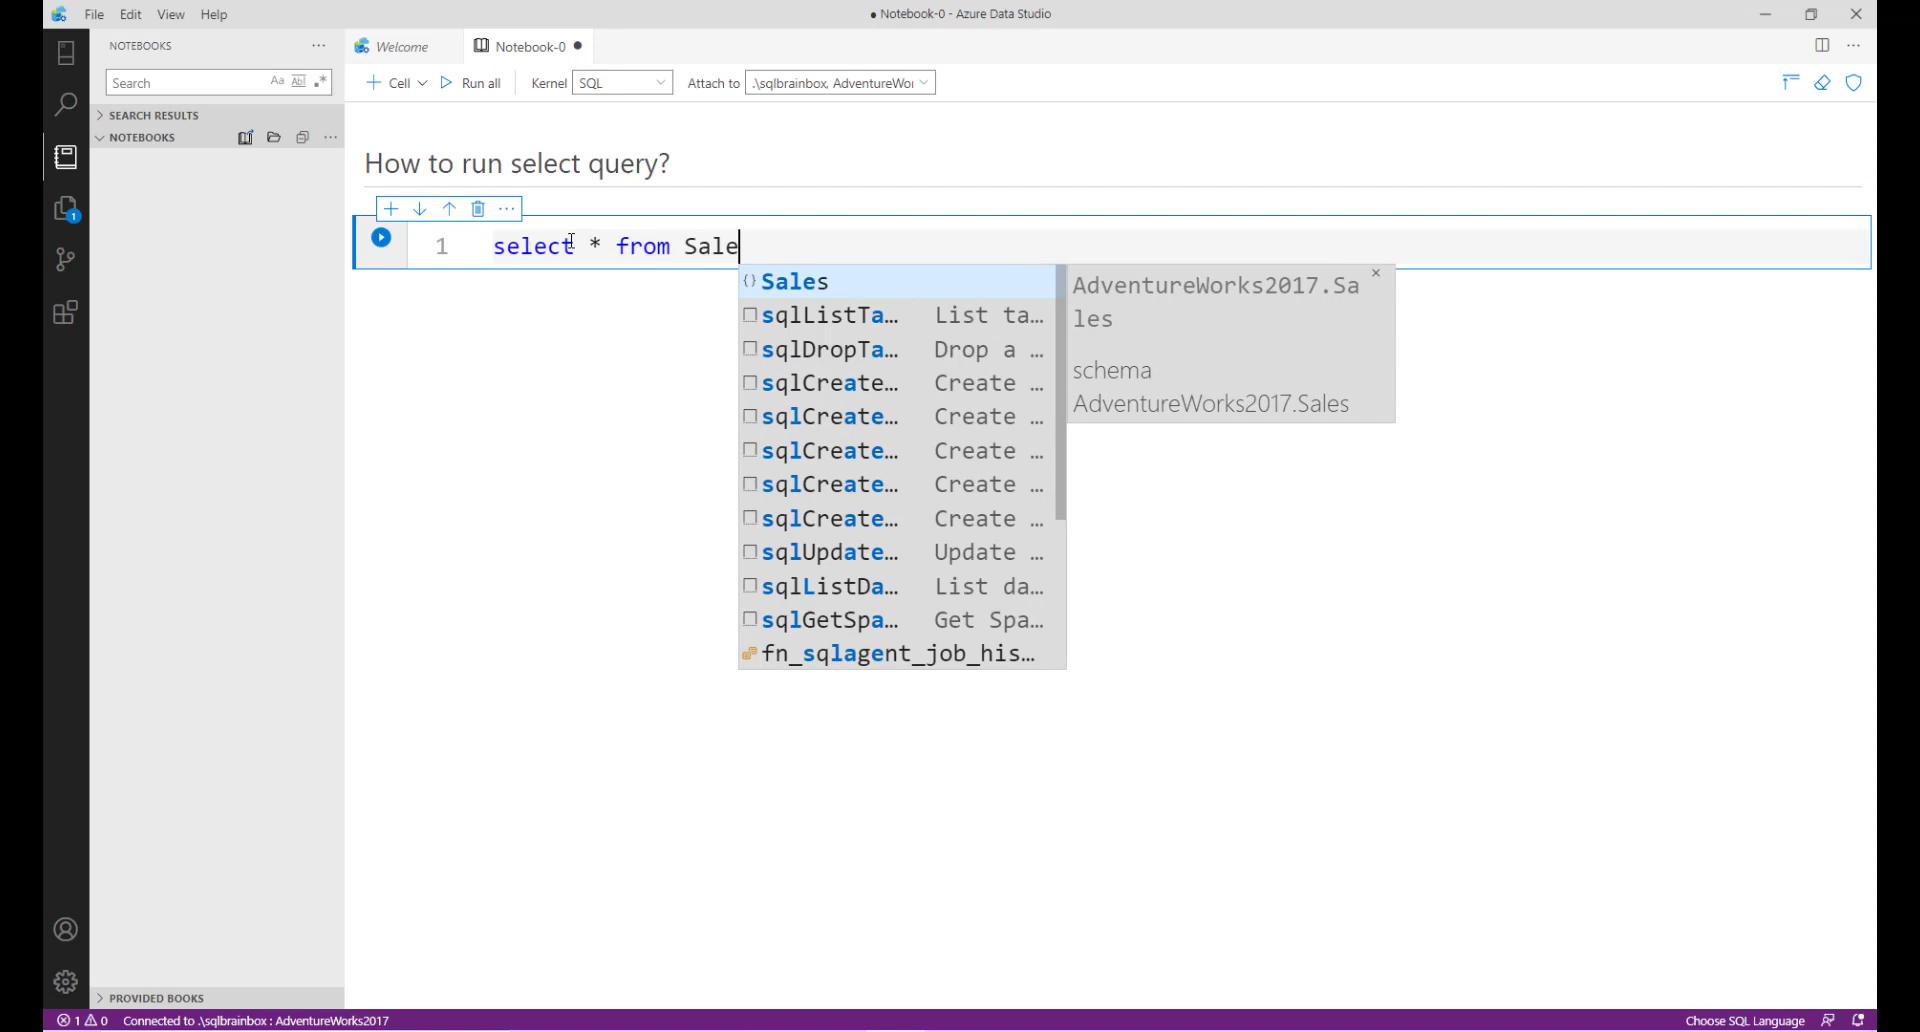 File Edit View Help
● Notebook-0 - Azure Data Studio
NOTEBOOKS ...
Welcome
Notebook-0 ●
Search Aa Abl .*
+ Cell Run all Kernel SQL Attach to .\sqlbrainbox, AdventureWor
SEARCH RESULTS
NOTEBOOKS
How to run select query?
1 select * from Sale
Sales
sqlListTa… List ta…
sqlDropTa… Drop a …
sqlCreate… Create …
sqlCreate… Create …
sqlCreate… Create …
sqlCreate… Create …
sqlCreate… Create …
sqlUpdate… Update …
sqlListDa… List da…
sqlGetSpa… Get Spa…
fn_sqlagent_job_his…
AdventureWorks2017.Sa
les
schema
AdventureWorks2017.Sales
1
PROVIDED BOOKS
1 0 Connected to .\sqlbrainbox : AdventureWorks2017
Choose SQL Language